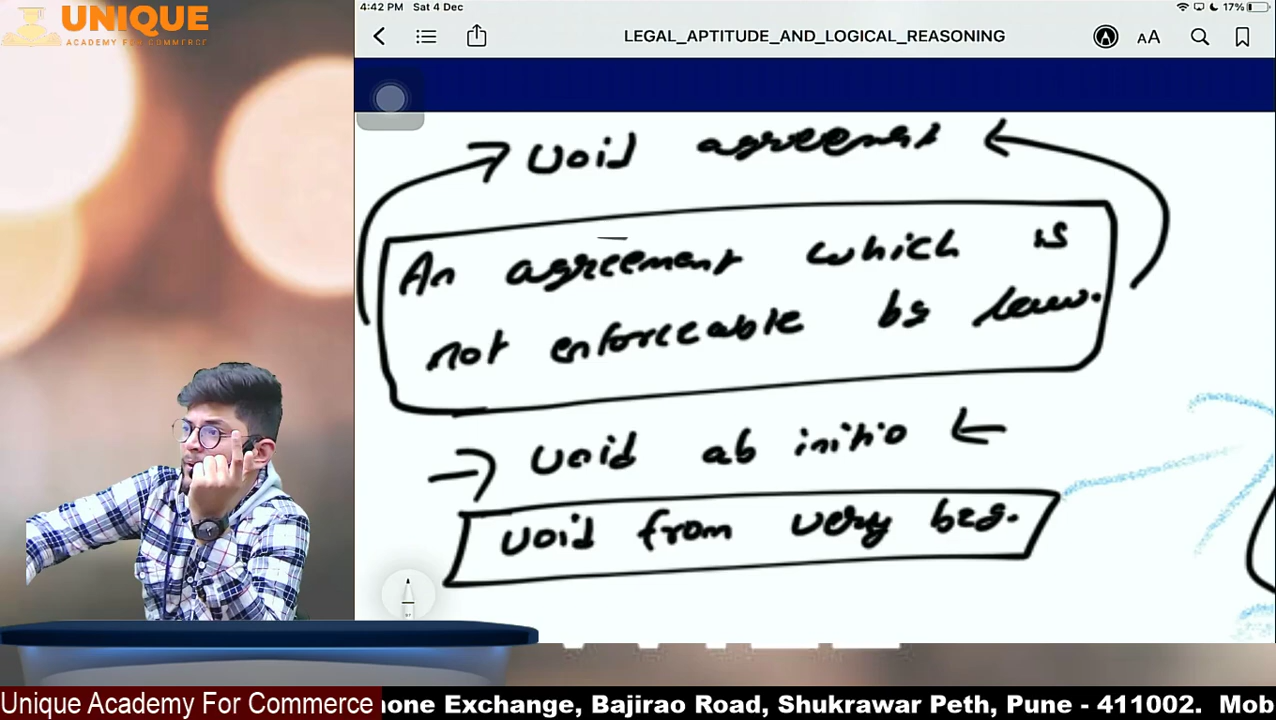 UNIQUE
ACADEMY FOR COMMERCE
4:42 PM Sat 4 Dec
17%
LEGAL_APTITUDE_AND_LOGICAL_REASONING
AA
void agreement
An agreement which is
not enforceable by law.
void ab initio
void from very beg.
Unique Academy For Commerce
hone Exchange, Bajirao Road, Shukrawar Peth, Pune - 411002. Mob